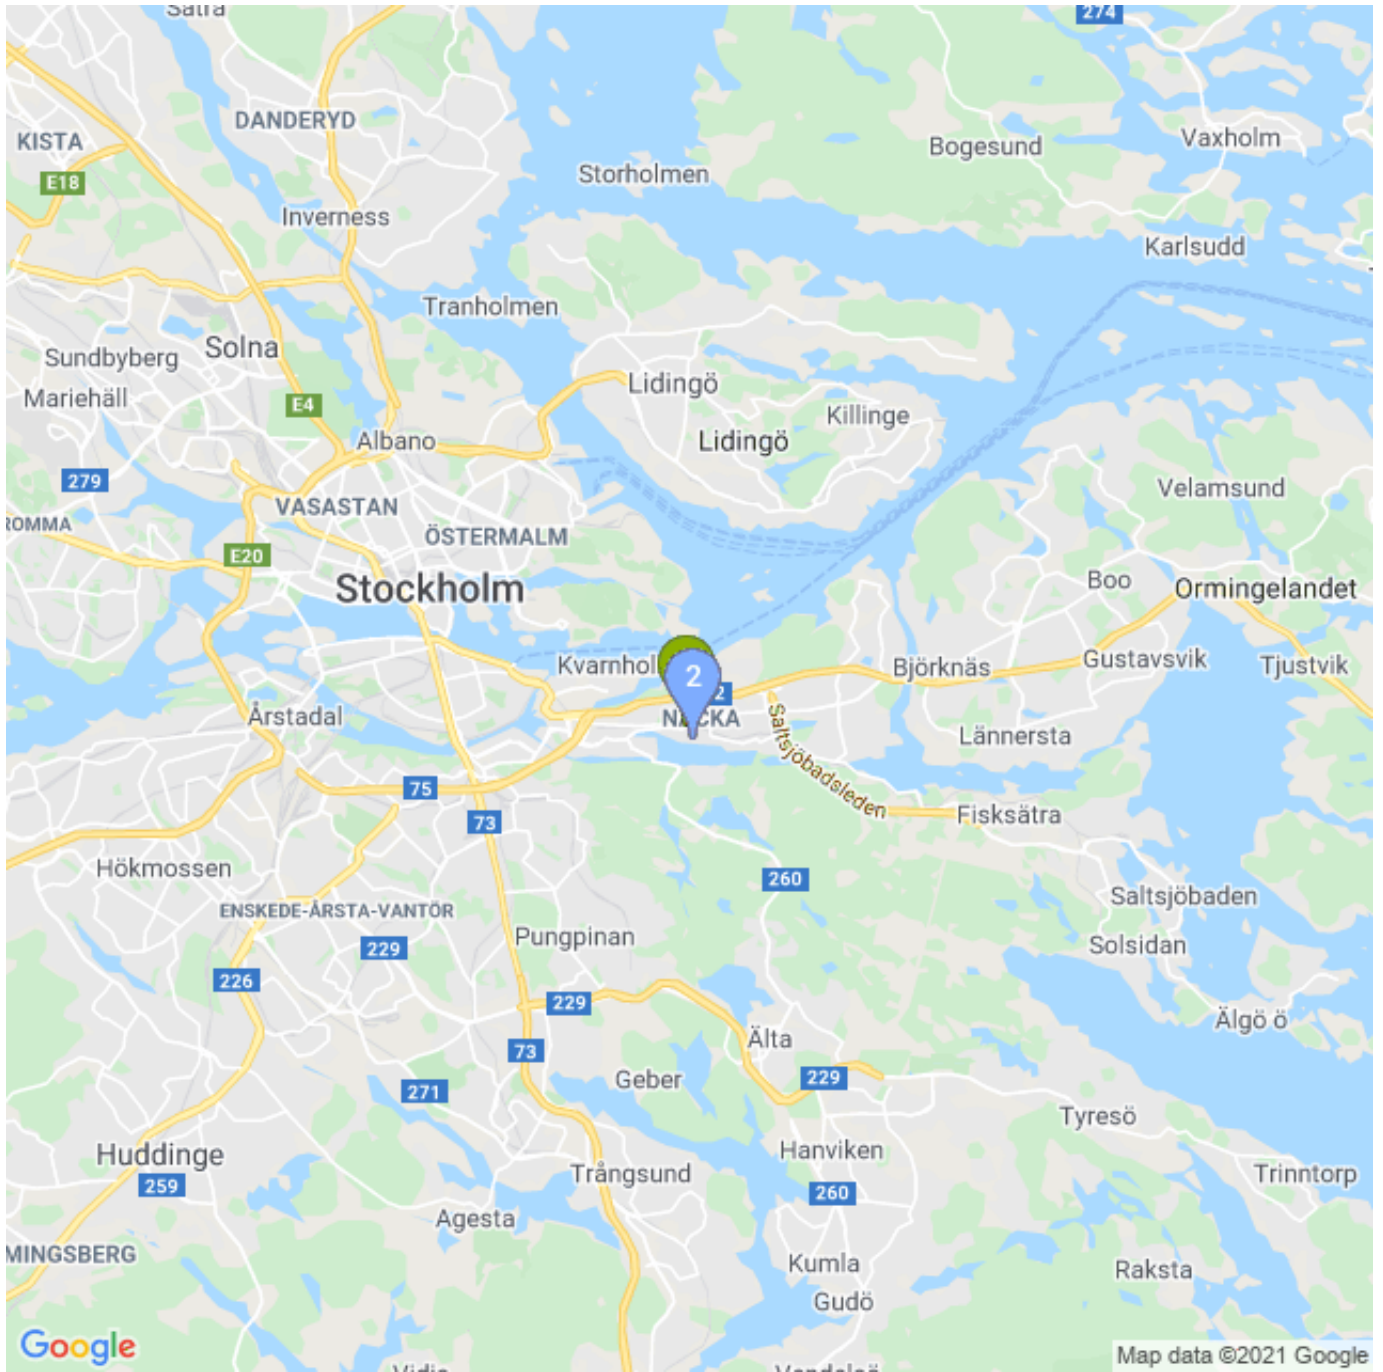 Sätra
274
DANDERYD
KISTA
Vaxholm
Bogesund
Storholmen
E18
Inverness
Karlsudd
Tranholmen
Solna
Sundbyberg
Lidingö
Mariehäll
E4
Killinge
Albano
Lidingö
279
Velamsund
VASASTAN
ROMMA
ÖSTERMALM
E20
Boo
Stockholm
Ormingelandet
Kvarnhol
2
Björknäs
Gustavsvik
Tjustvik
2
NACKA
Årstadal
Saltsjöbadsleden
Lännersta
75
Fisksätra
73
Hökmossen
260
Saltsjöbaden
ENSKEDE-ÅRSTA-VANTÖR
Pungpinan
229
Solsidan
226
229
Älgö ö
Älta
73
Geber
229
271
Tyresö
Huddinge
Hanviken
Trångsund
Trinntorp
259
260
Agesta
MINGSBERG
Kumla
Raksta
Gudö
Google
Map data ©2021 Google